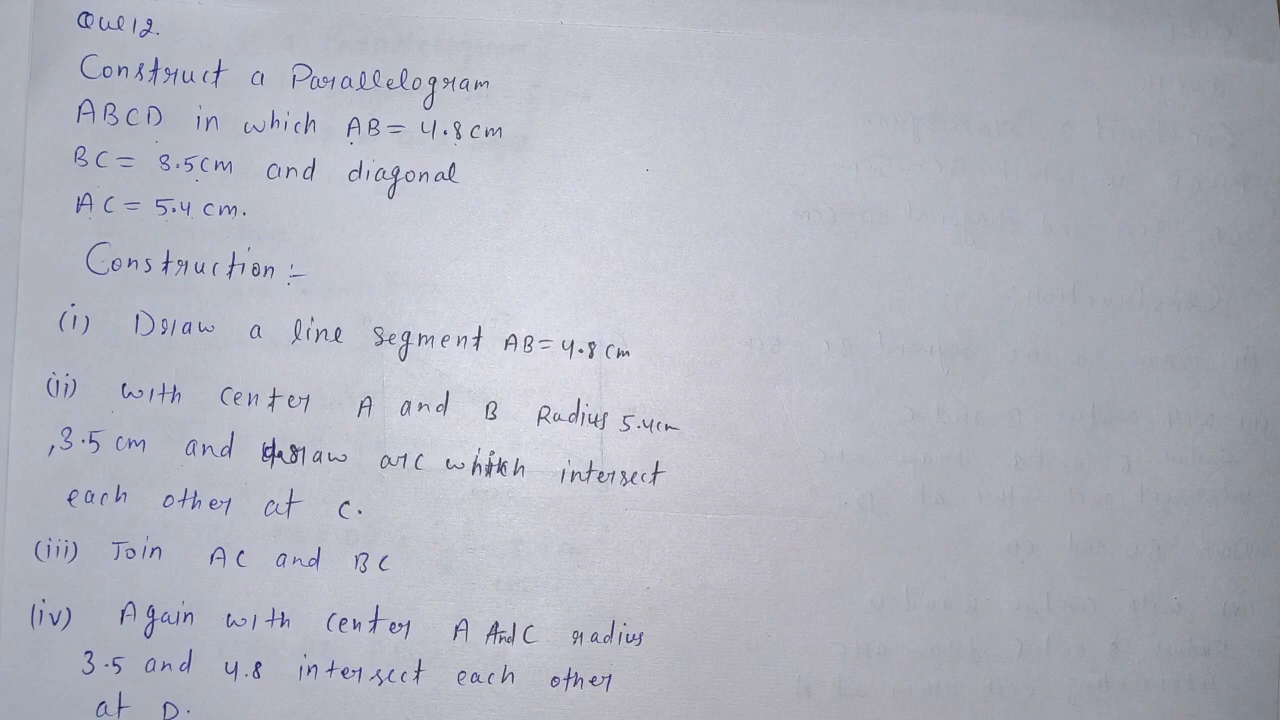 Que 12.
Construct a Parallelogram
ABCD in which AB = 4.8 cm
BC = 3.5cm and diagonal
AC = 5.4 cm.
Construction :-
(i) Draw a line segment AB = 4.8 cm
(ii) with center A and B Radius 5.4cm
,3.5 cm and draw arc which intersect
each other at C.
(iii) Join AC and BC
(iv) Again with center A And C radius
3.5 and 4.8 intersect each other
at D.